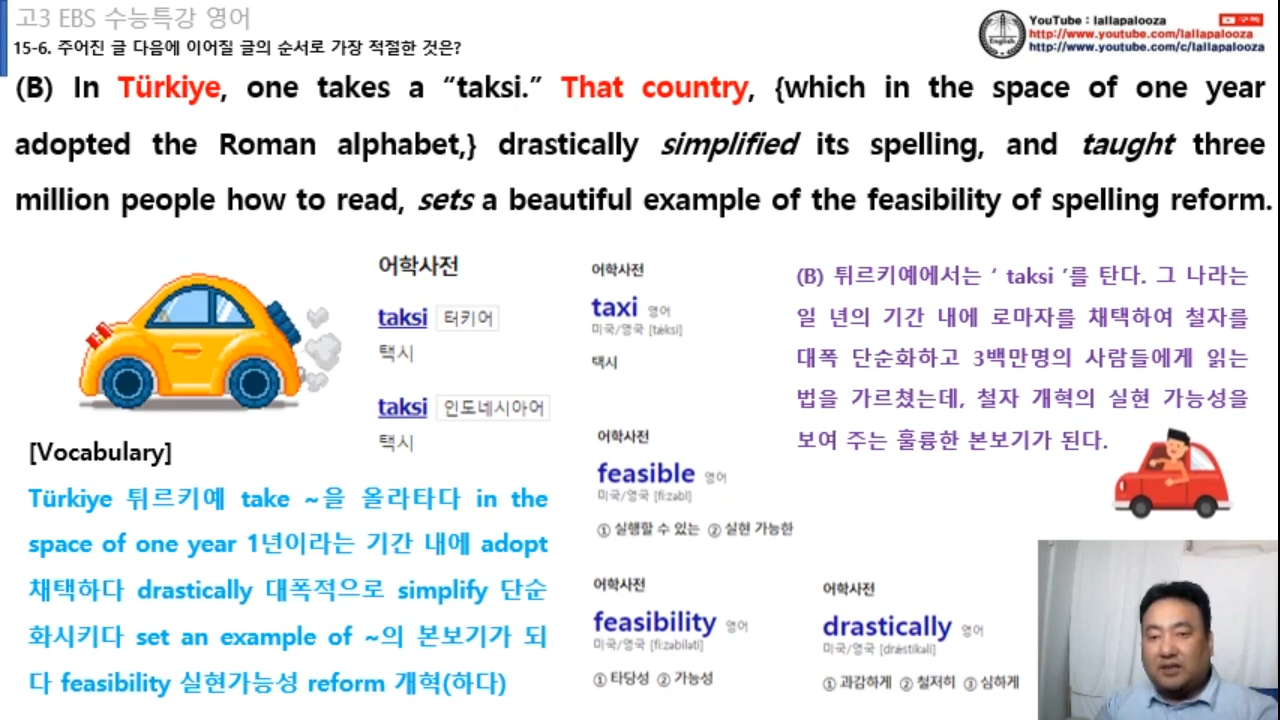 고3 EBS 수능특강 영어
15-6. 주어진 글 다음에 이어질 글의 순서로 가장 적절한 것은?
YouTube : lallapalooza
구독
http://www.youtube.com/lallapalooza
http://www.youtube.com/c/lallapalooza
English
(B) In Türkiye, one takes a “taksi.” That country, {which in the space of one year
adopted the Roman alphabet,} drastically simplified its spelling, and taught three
million people how to read, sets a beautiful example of the feasibility of spelling reform.
어학사전
taksi 터키어
택시
taksi 인도네시아어
택시
어학사전
taxi 영어
미국/영국 [tǽksi]
택시
어학사전
feasible 영어
미국/영국 [fiːzəbl]
① 실행할 수 있는 ② 실현 가능한
어학사전
feasibility 영어
미국/영국 [fiːzəbíləti]
① 타당성 ② 가능성
어학사전
drastically 영어
미국/영국 [drǽstikəli]
① 과감하게 ② 철저히 ③ 심하게
(B) 튀르키예에서는 ‘ taksi ’를 탄다. 그 나라는
일 년의 기간 내에 로마자를 채택하여 철자를
대폭 단순화하고 3백만명의 사람들에게 읽는
법을 가르쳤는데, 철자 개혁의 실현 가능성을
보여 주는 훌륭한 본보기가 된다.
[Vocabulary]
Türkiye 튀르키예 take ~을 올라타다 in the
space of one year 1년이라는 기간 내에 adopt
채택하다 drastically 대폭적으로 simplify 단순
화시키다 set an example of ~의 본보기가 되
다 feasibility 실현가능성 reform 개혁(하다)